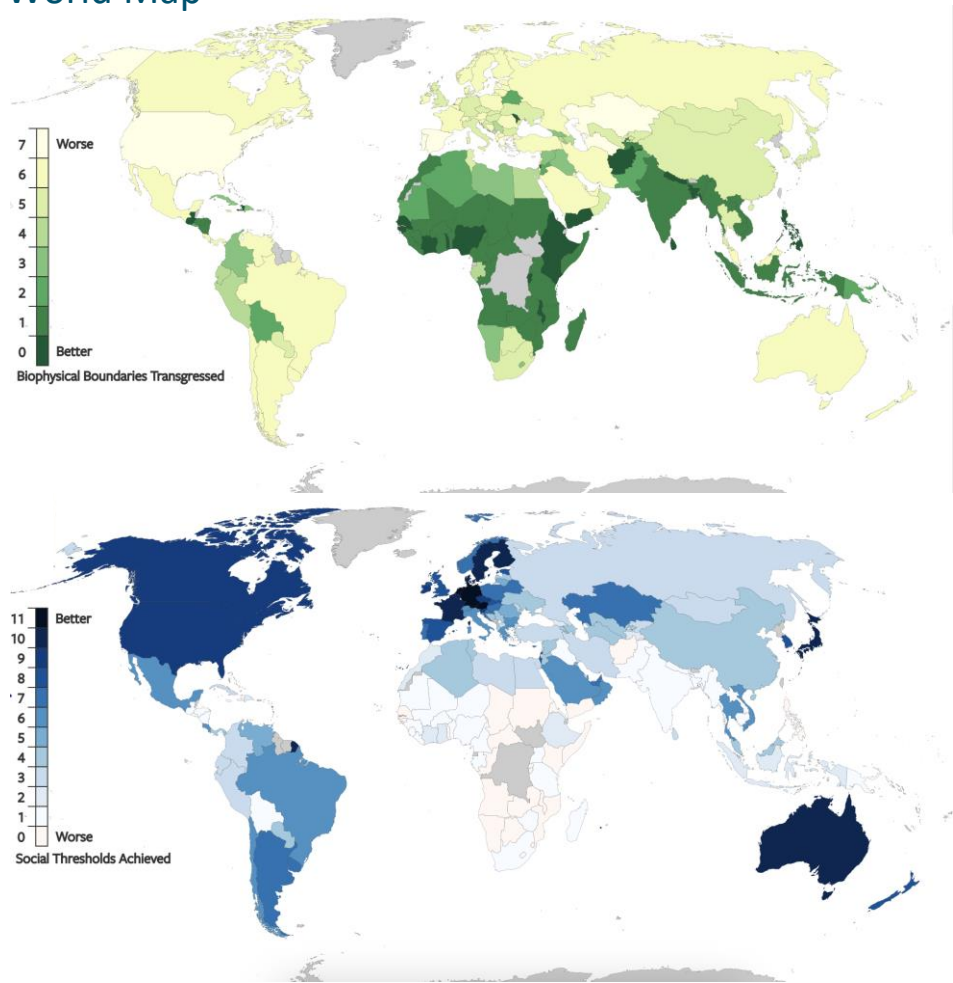 World Map
7 Worse
6
5
4
3
2
1
0 Better
Biophysical Boundaries Transgressed
11 Better
10
9
8
7
6
5
4
3
2
1
0 Worse
Social Thresholds Achieved